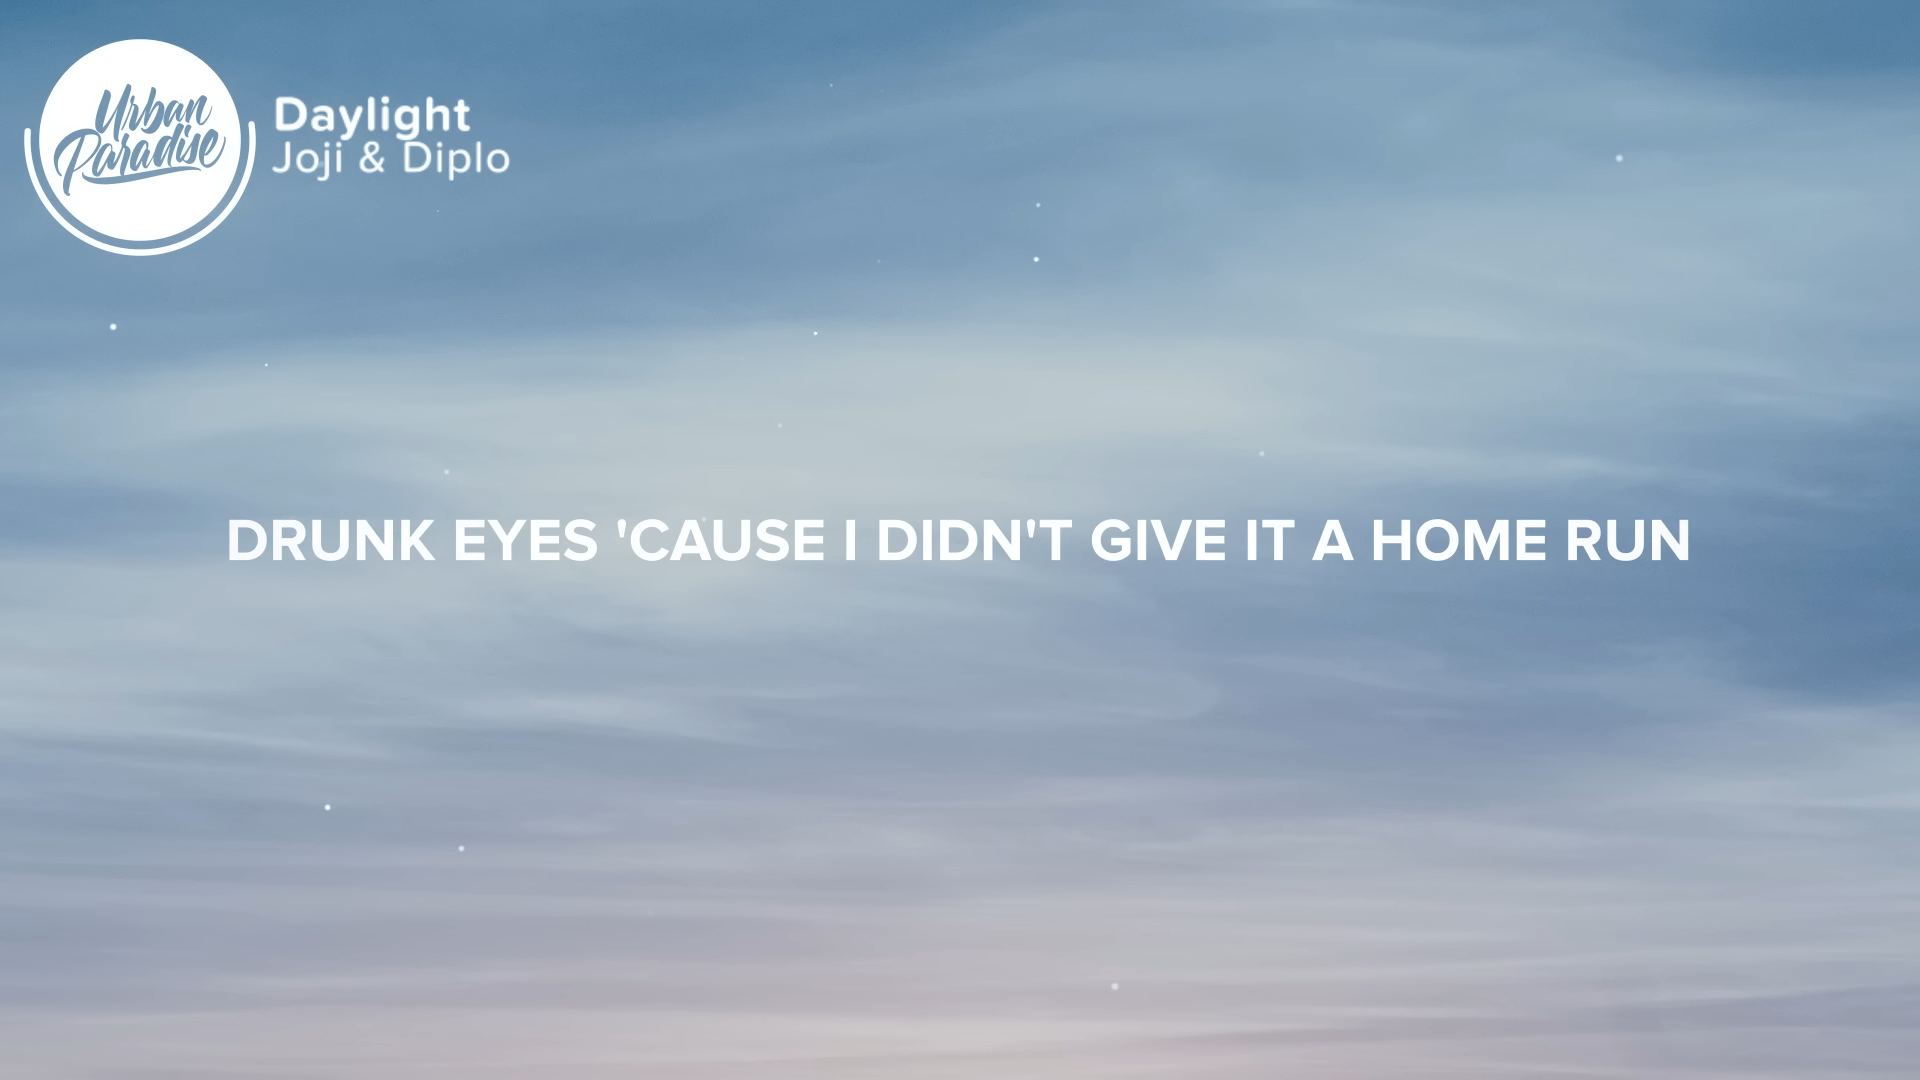 Urban
Paradise
Daylight
Joji & Diplo
DRUNK EYES 'CAUSE I DIDN'T GIVE IT A HOME RUN